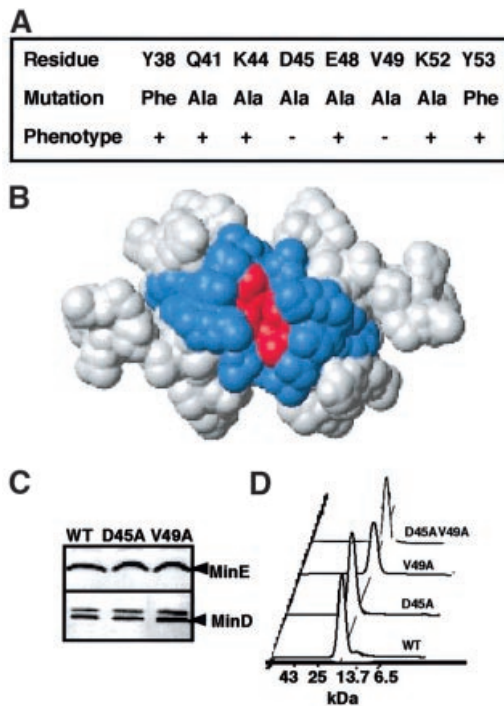 A
Residue Y38 Q41 K44 D45 E48 V49 K52 Y53
Mutation Phe Ala Ala Ala Ala Ala Ala Phe
Phenotype + + + - + - + +
B
C
WT D45A V49A
MinE
MinD
D
D45AV49A
V49A
D45A
WT
43 25 13.7 6.5
kDa